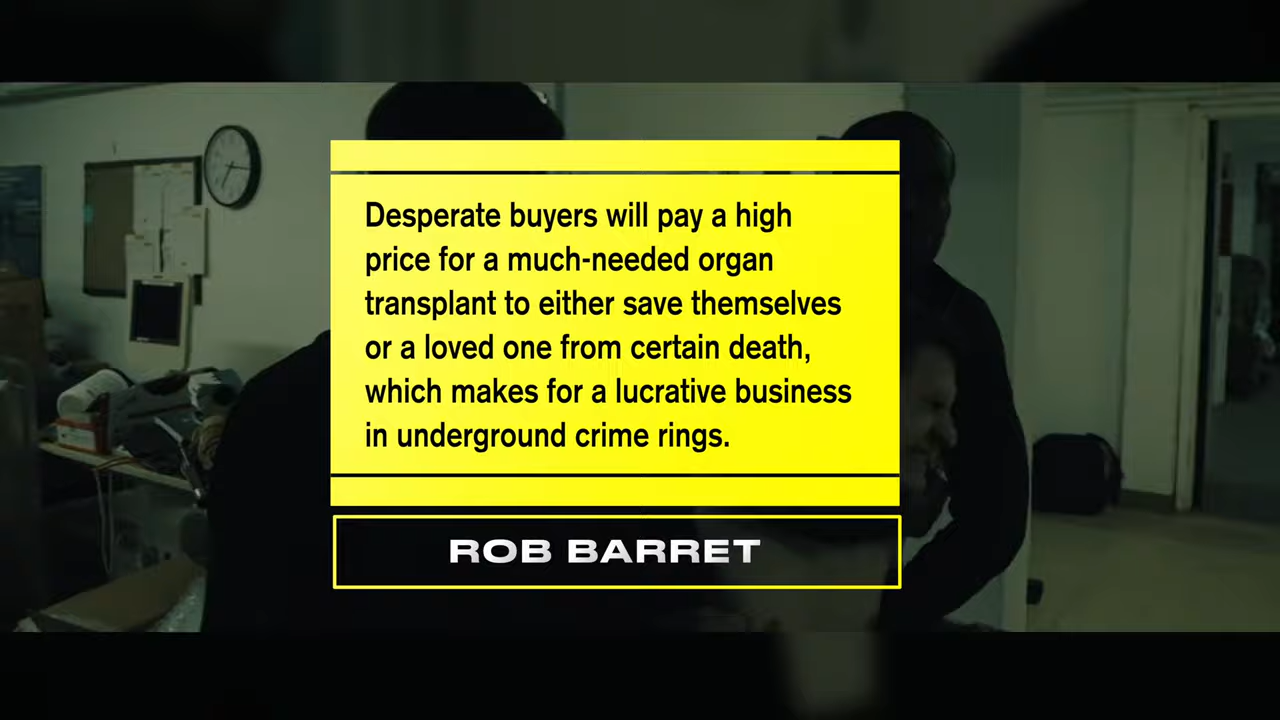 Desperate buyers will pay a high
price for a much-needed organ
transplant to either save themselves
or a loved one from certain death,
which makes for a lucrative business
in underground crime rings.
ROB BARRET